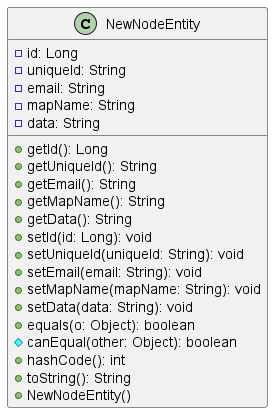 C NewNodeEntity
id: Long
uniqueId: String
email: String
mapName: String
data: String
getId(): Long
getUniqueId(): String
getEmail(): String
getMapName(): String
getData(): String
setId(id: Long): void
setUniqueId(uniqueId: String): void
setEmail(email: String): void
setMapName(mapName: String): void
setData(data: String): void
equals(o: Object): boolean
canEqual(other: Object): boolean
hashCode(): int
toString(): String
NewNodeEntity()